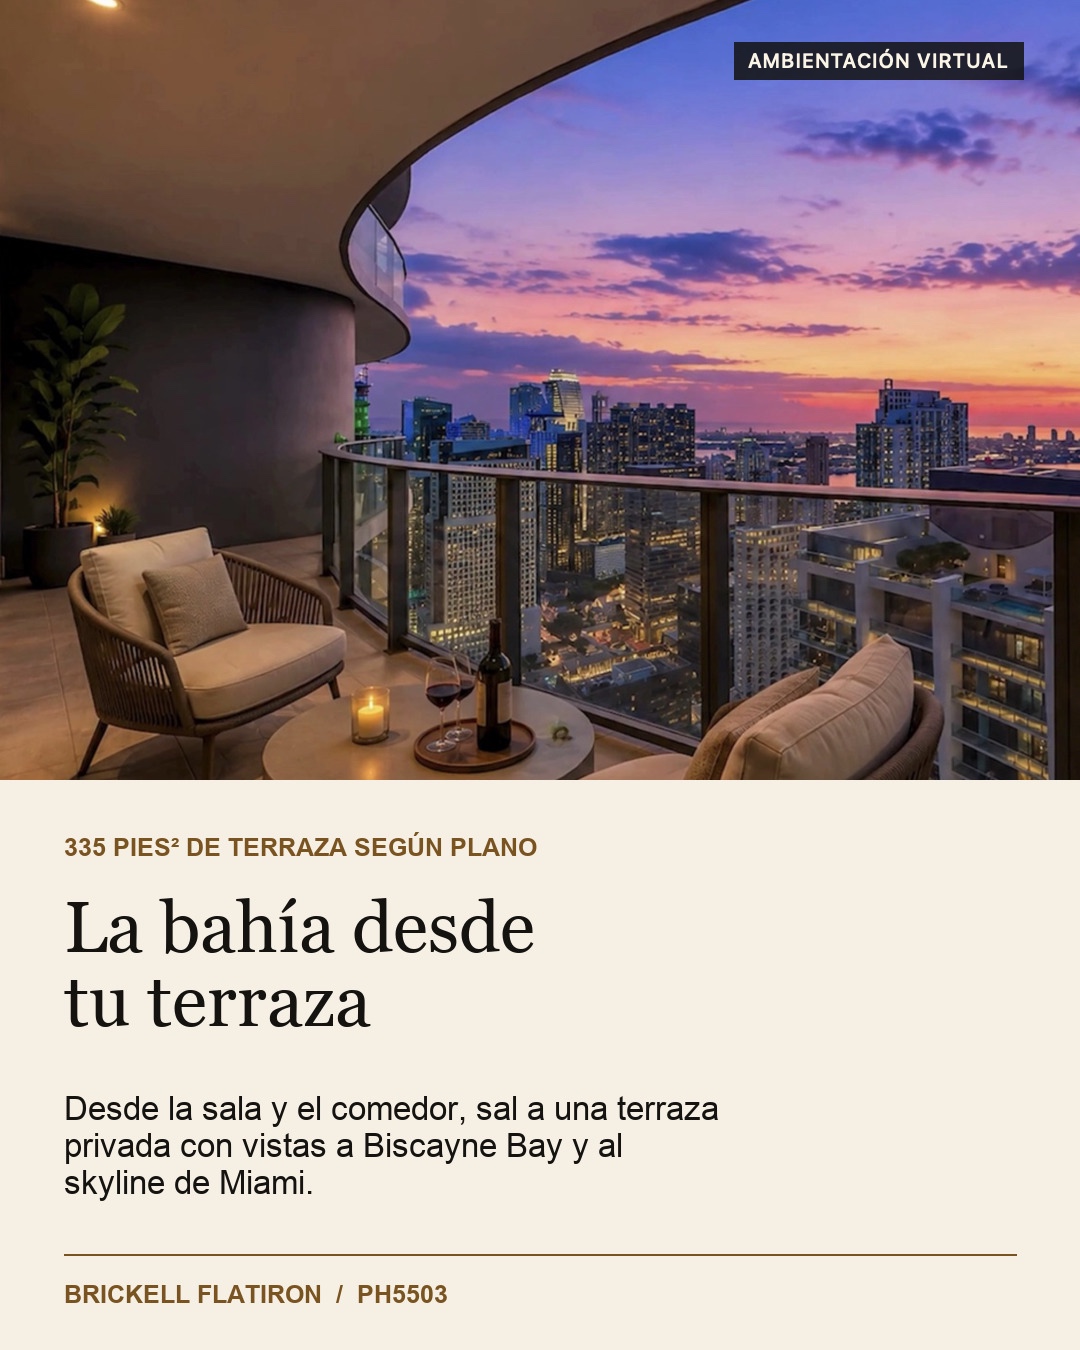 AMBIENTACIÓN VIRTUAL
335 PIES² DE TERRAZA SEGÚN PLANO
La bahía desde
tu terraza
Desde la sala y el comedor, sal a una terraza
privada con vistas a Biscayne Bay y al
skyline de Miami.
BRICKELL FLATIRON / PH5503